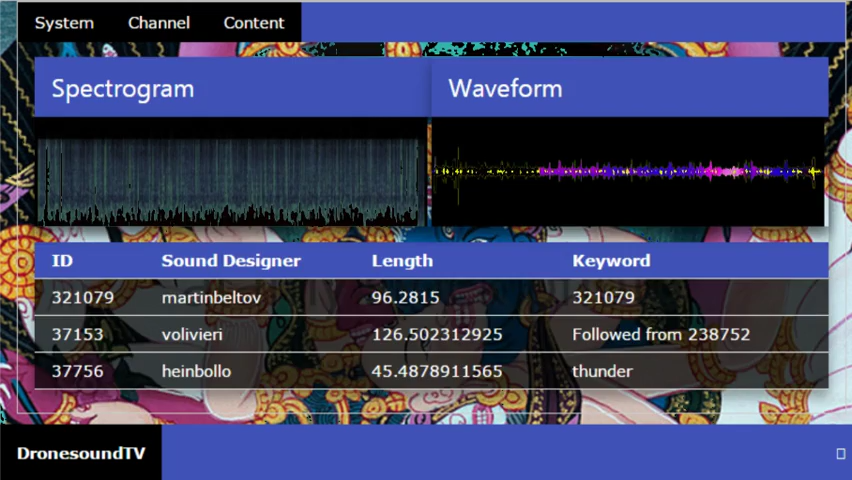 System Channel Content
Spectrogram Waveform
ID Sound Designer Length Keyword
321079 martinbeltov 96.2815 321079
37153 volivieri 126.502312925 Followed from 238752
37756 heinbollo 45.4878911565 thunder
DronesoundTV